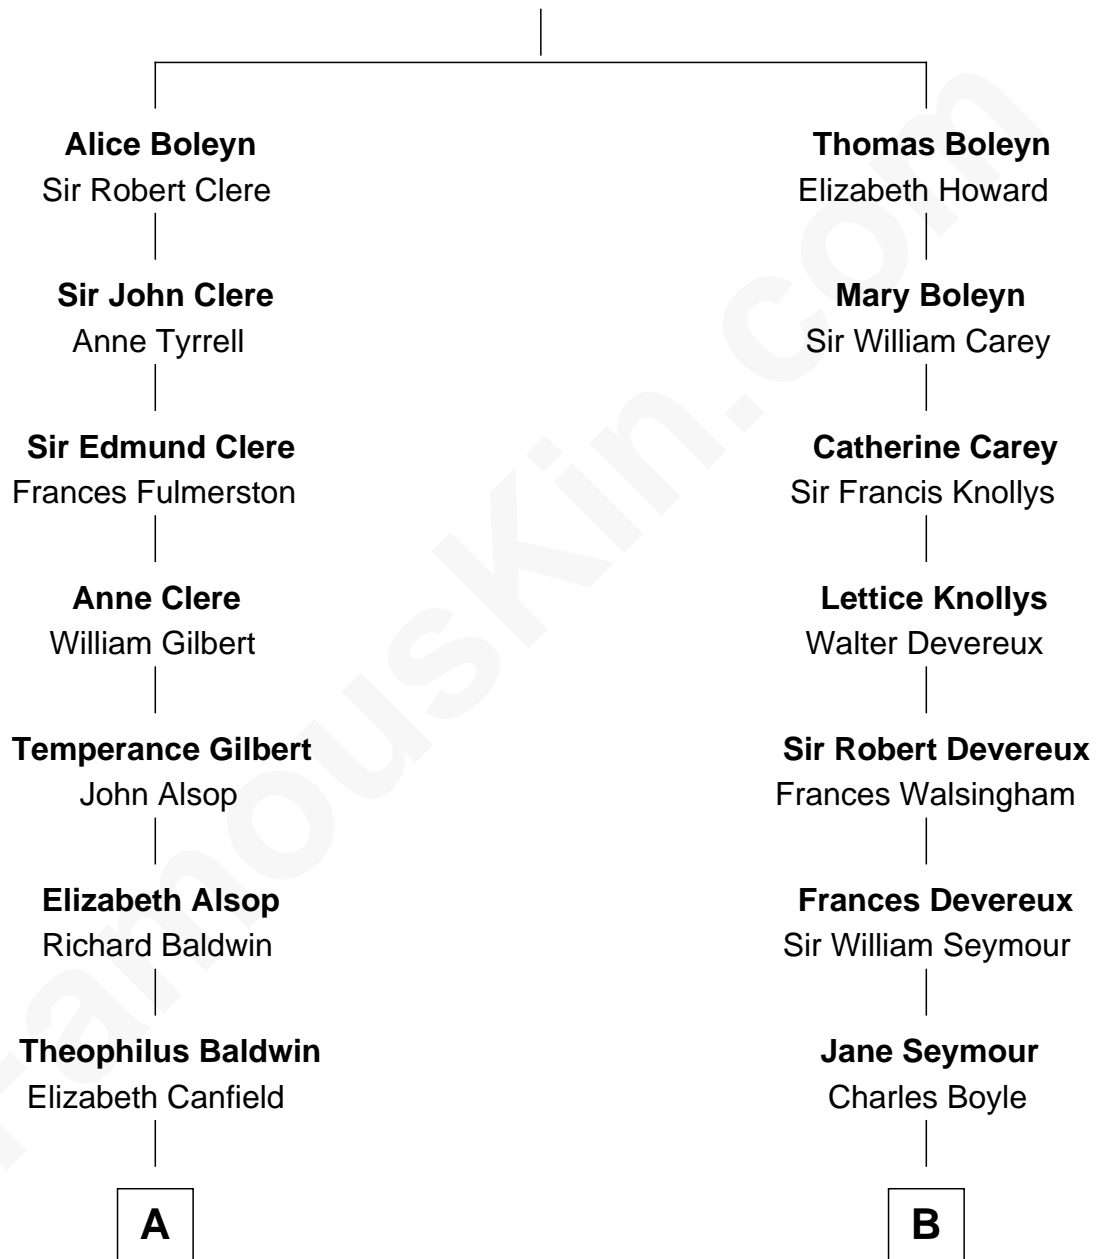 Alice Boleyn
Sir Robert Clere
Sir John Clere
Anne Tyrrell
Sir Edmund Clere
Frances Fulmerston
Anne Clere
William Gilbert
Temperance Gilbert
John Alsop
Elizabeth Alsop
Richard Baldwin
Theophilus Baldwin
Elizabeth Canfield
A
Thomas Boleyn
Elizabeth Howard
Mary Boleyn
Sir William Carey
Catherine Carey
Sir Francis Knollys
Lettice Knollys
Walter Devereux
Sir Robert Devereux
Frances Walsingham
Frances Devereux
Sir William Seymour
Jane Seymour
Charles Boyle
B
FamousKin.com